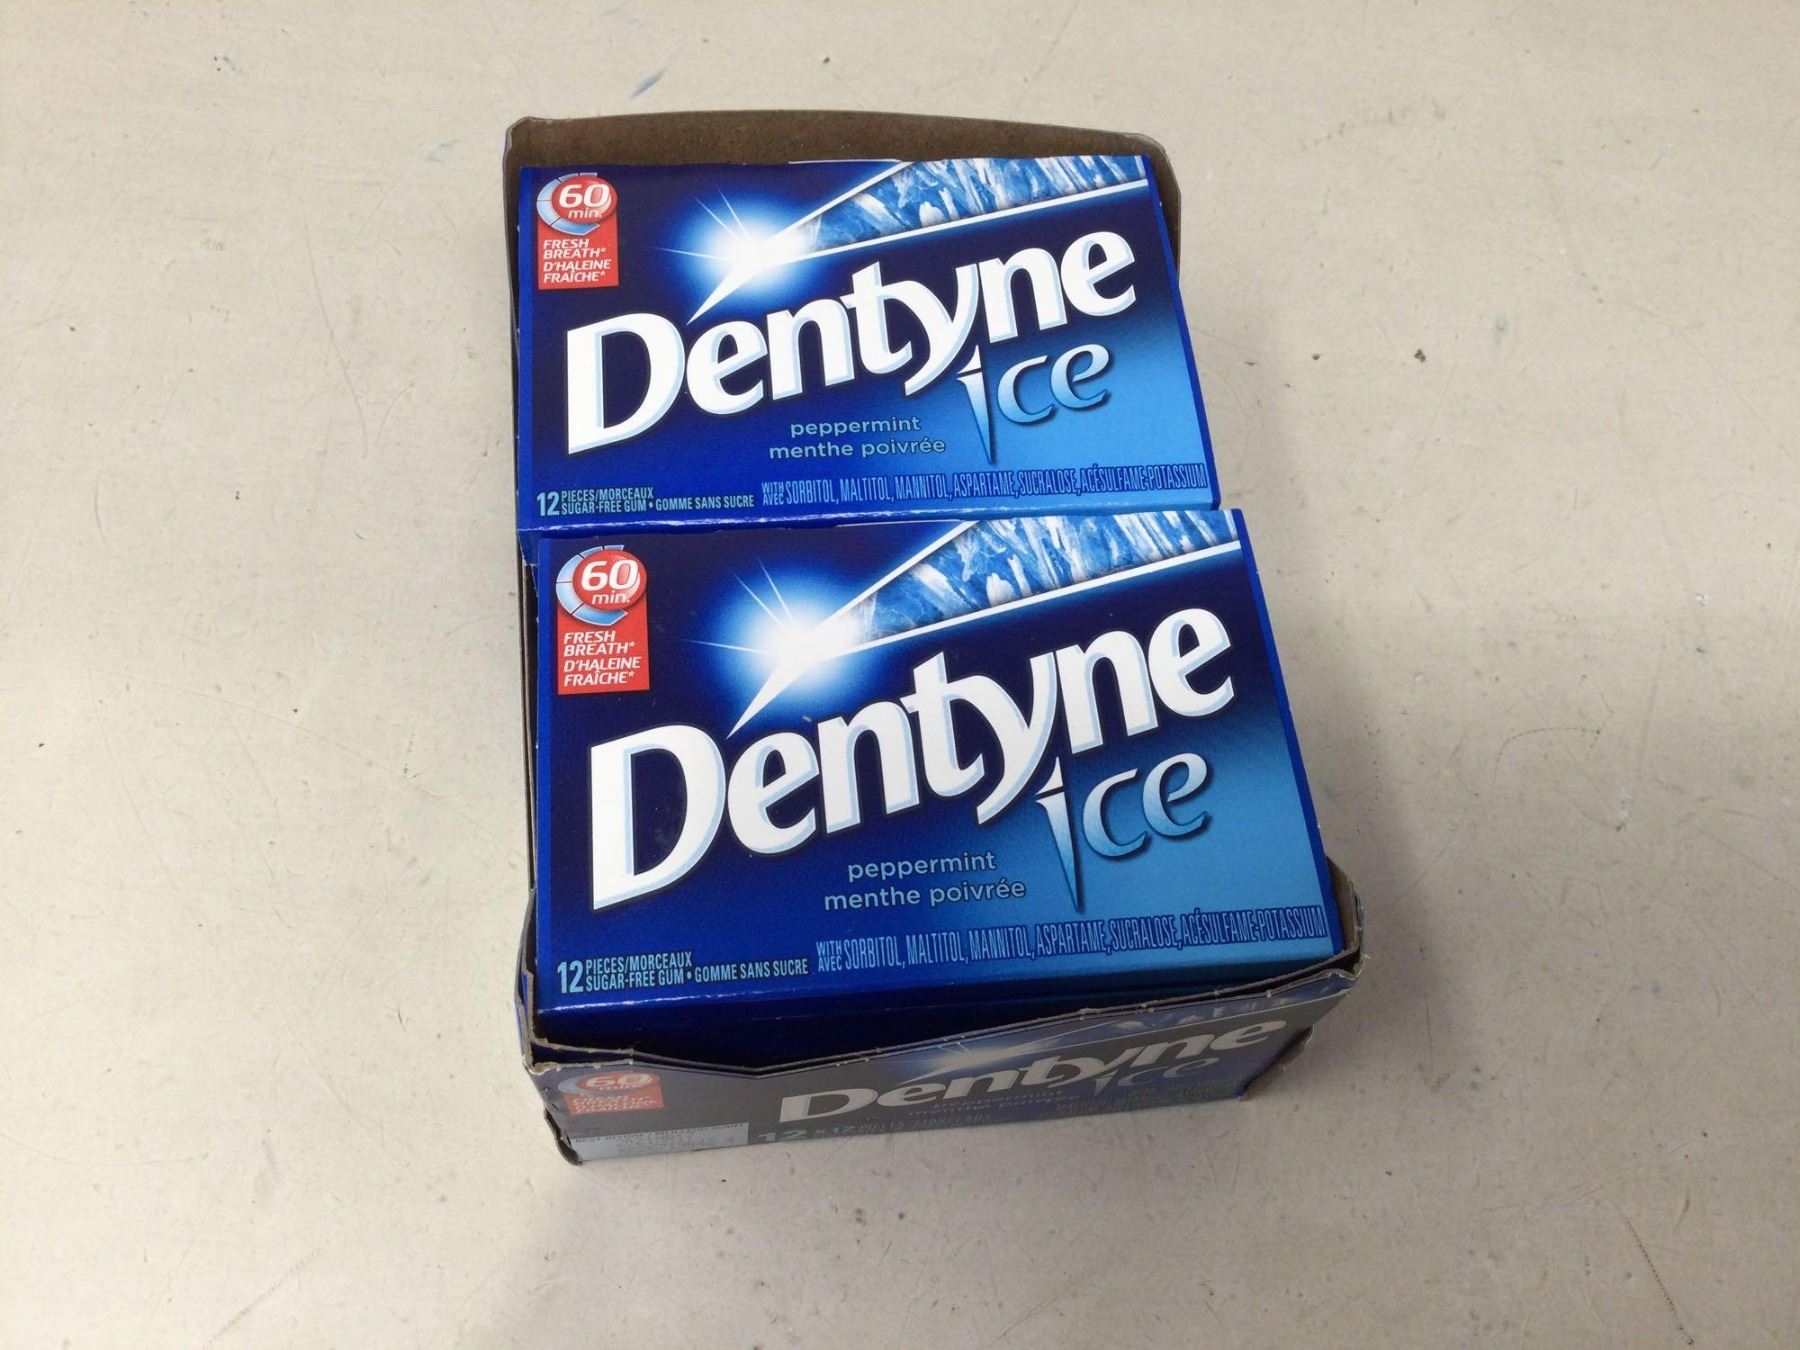 60
min.
FRESH
BREATH*
D'HALEINE
FRAÎCHE*
Dentyne
ice
peppermint
menthe poivrée
12 PIECES/MORCEAUX
SUGAR-FREE GUM • GOMME SANS SUCRE
WITH
AVEC SORBITOL, MALTITOL, MANNITOL, ASPARTAME, SUCRALOSE, ACÉSULFAME-POTASSIUM
60
min.
FRESH
BREATH*
D'HALEINE
FRAÎCHE*
Dentyne
ice
peppermint
menthe poivrée
12 PIECES/MORCEAUX
SUGAR-FREE GUM • GOMME SANS SUCRE
WITH
AVEC SORBITOL, MALTITOL, MANNITOL, ASPARTAME, SUCRALOSE, ACÉSULFAME-POTASSIUM
60
Dentyne
ice
peppermint
12 x 12